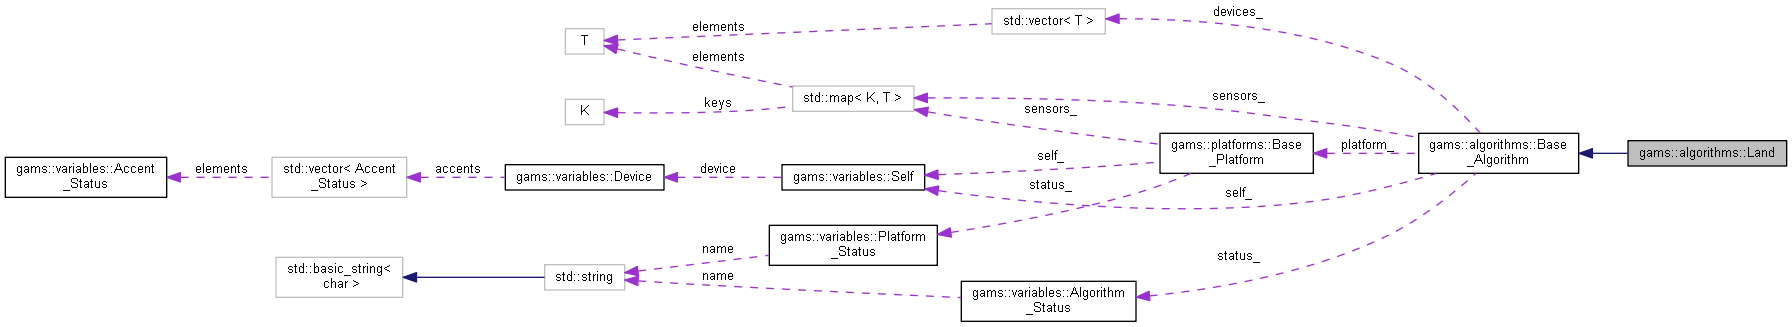 devices_
std::vector< T >
elements
T
elements
std::map< K, T >
sensors_
keys
K
sensors_
gams::platforms::Base
_Platform
platform_
gams::algorithms::Base
_Algorithm
gams::algorithms::Land
gams::variables::Accent
_Status
elements
std::vector< Accent
_Status >
accents
gams::variables::Device
device
gams::variables::Self
self_
status_
self_
gams::variables::Platform
_Status
name
status_
std::basic_string<
char >
std::string
name
gams::variables::Algorithm
_Status